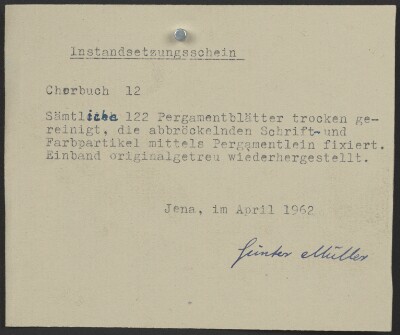 Instandsetzungsschein
Chorbuch 12
Sämtliche 122 Pergamentblätter trocken ge-
reinigt, die abbröckelnden Schrift- und
Farbpartikel mittels Pergamentlein fixiert.
Einband originalgetreu wiederhergestellt.
Jena, im April 1962
Günter Müller